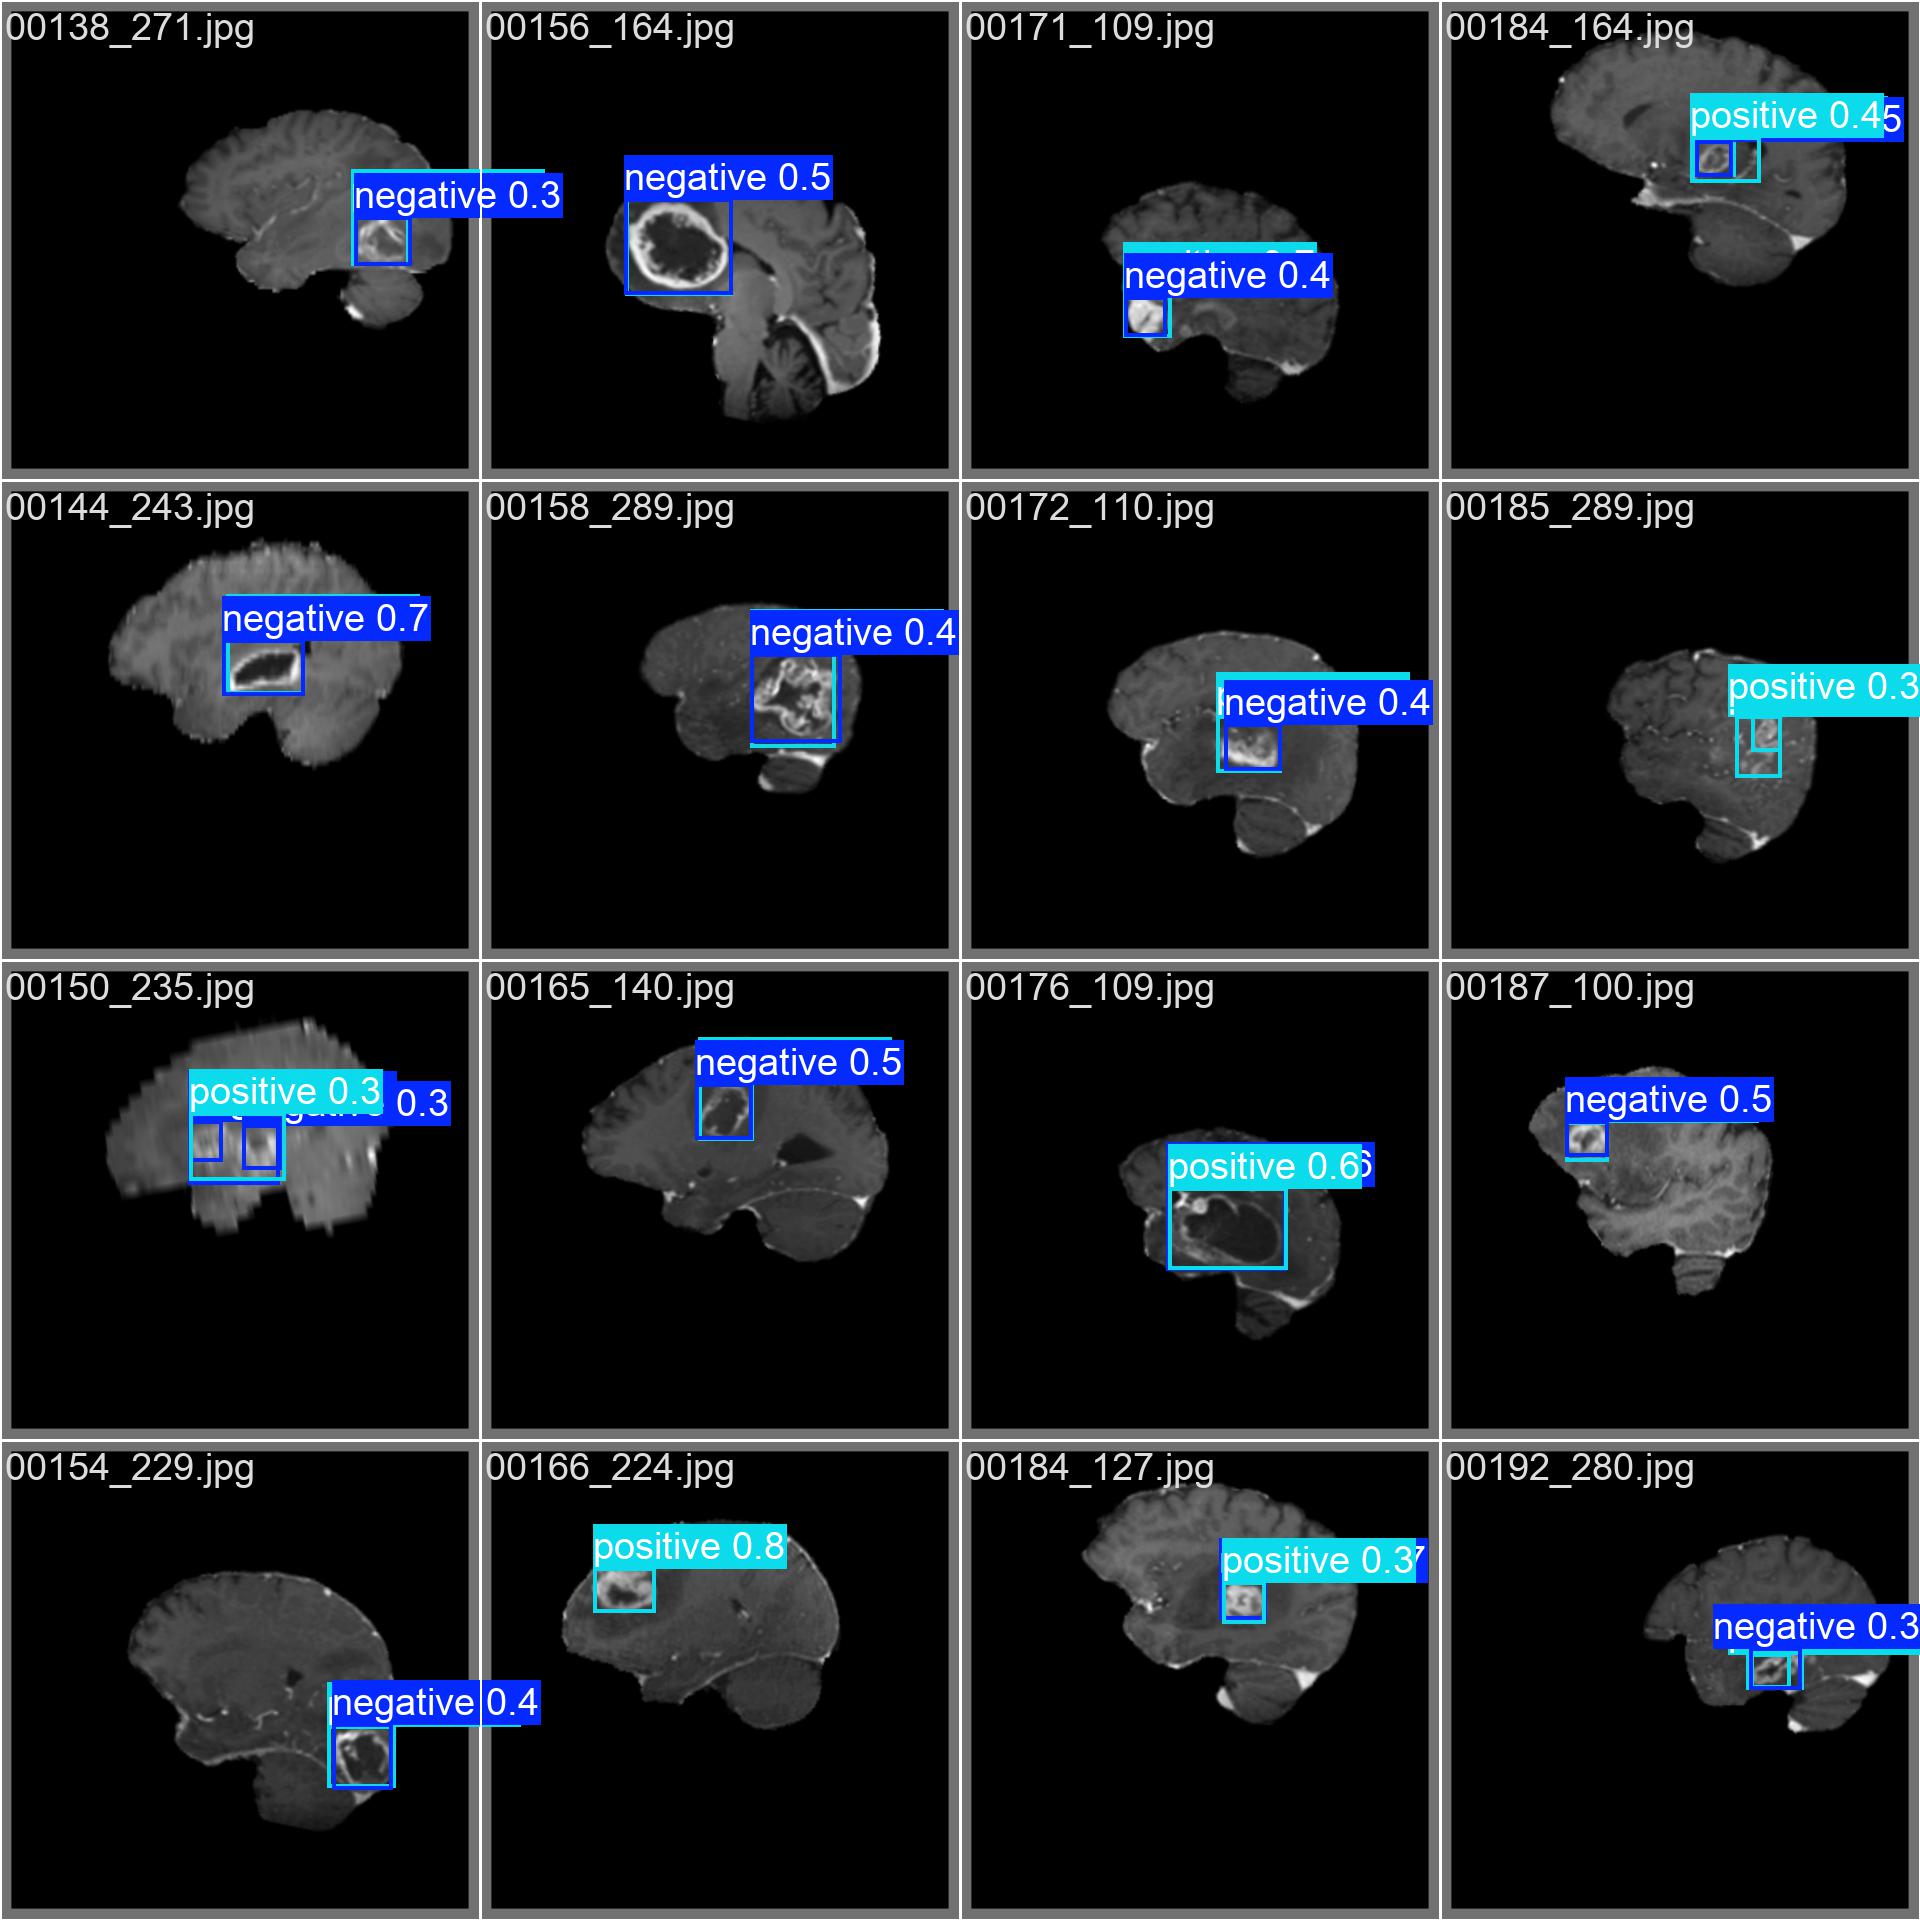 00138_271.jpg
negative 0.3
00156_164.jpg
negative 0.5
00171_109.jpg
negative 0.4
00184_164.jpg
positive 0.4
5
00144_243.jpg
negative 0.7
00158_289.jpg
negative 0.4
00172_110.jpg
negative 0.4
00185_289.jpg
positive 0.3
00150_235.jpg
positive 0.3
0.3
00165_140.jpg
negative 0.5
00176_109.jpg
positive 0.6
00187_100.jpg
negative 0.5
00154_229.jpg
negative 0.4
00166_224.jpg
positive 0.8
00184_127.jpg
positive 0.3
00192_280.jpg
negative 0.3